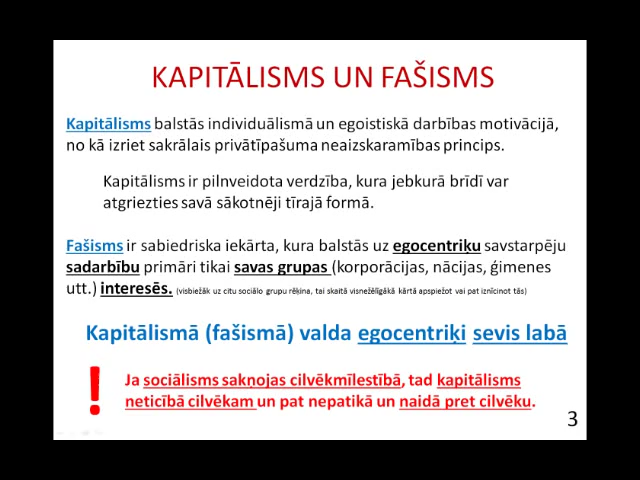 KAPITĀLISMS UN FAŠISMS
Kapitālisms balstās individuālismā un egoistiskā darbības motivācijā,
no kā izriet sakrālais privātīpašuma neaizskaramības princips.
Kapitālisms ir pilnveidota verdzība, kura jebkurā brīdī var
atgriezties savā sākotnēji tīrajā formā.
Fašisms ir sabiedriska iekārta, kura balstās uz egocentriķu savstarpēju
sadarbību primāri tikai savas grupas (korporācijas, nācijas, ģimenes
utt.) interesēs. (visbiežāk uz citu sociālo grupu rēķina, tai skaitā visnežēlīgākā kārtā apspiežot vai pat iznīcinot tās)
Kapitālismā (fašismā) valda egocentriķi sevis labā
! Ja sociālisms sakņojas cilvēkmīlestībā, tad kapitālisms
neticībā cilvēkam un pat nepatikā un naidā pret cilvēku.
3